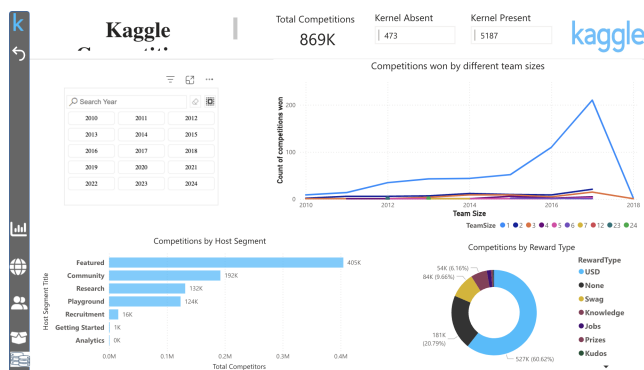 k
Kaggle
Total Competitions
869K
Kernel Absent
473
Kernel Present
5187
kaggle
Search Year
2010 2011 2012
2013 2014 2015
2016 2017 2018
2019 2020 2021
2022 2023 2024
Competitions won by different team sizes
Count of competitions won
200
100
0
2010 2012 2014 2016 2018
Team Size
TeamSize 1 2 3 4 5 6 7 12 23 24
Competitions by Host Segment
Host Segment Title
Featured 405K
Community 192K
Research 132K
Playground 124K
Recruitment 16K
Getting Started 1K
Analytics 0K
0.0M 0.1M 0.2M 0.3M 0.4M
Total Competitors
Competitions by Reward Type
54K (6.16%)
84K (9.66%)
181K
(20.79%)
527K (60.62%)
RewardType
USD
None
Swag
Knowledge
Jobs
Prizes
Kudos